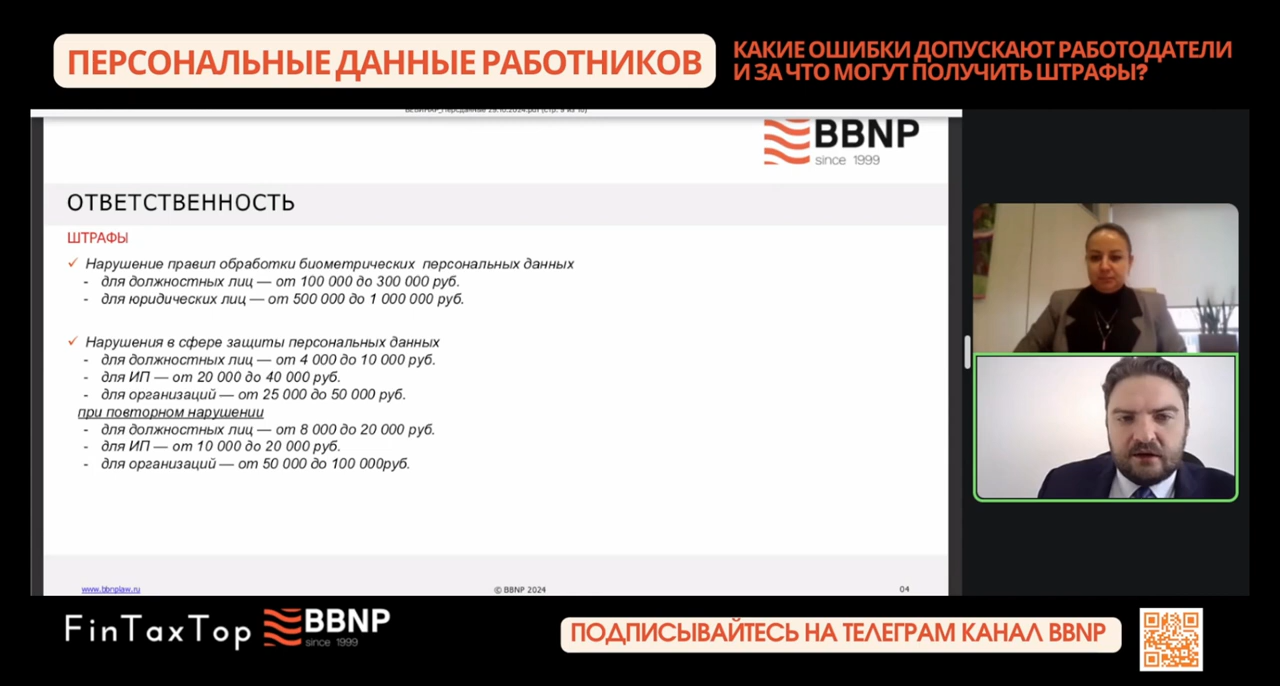 ПЕРСОНАЛЬНЫЕ ДАННЫЕ РАБОТНИКОВ
КАКИЕ ОШИБКИ ДОПУСКАЮТ РАБОТОДАТЕЛИ
И ЗА ЧТО МОГУТ ПОЛУЧИТЬ ШТРАФЫ?
BBNP
since 1999
ОТВЕТСТВЕННОСТЬ
ШТРАФЫ
✓ Нарушение правил обработки биометрических персональных данных
- для должностных лиц — от 100 000 до 300 000 руб.
- для юридических лиц — от 500 000 до 1 000 000 руб.
✓ Нарушения в сфере защиты персональных данных
- для должностных лиц — от 4 000 до 10 000 руб.
- для ИП — от 20 000 до 40 000 руб.
- для организаций — от 25 000 до 50 000 руб.
при повторном нарушении
- для должностных лиц — от 8 000 до 20 000 руб.
- для ИП — от 10 000 до 20 000 руб.
- для организаций — от 50 000 до 100 000руб.
www.bbnplaw.ru
© BBNP 2024
04
FinTaxTop
BBNP
since 1999
ПОДПИСЫВАЙТЕСЬ НА ТЕЛЕГРАМ КАНАЛ BBNP